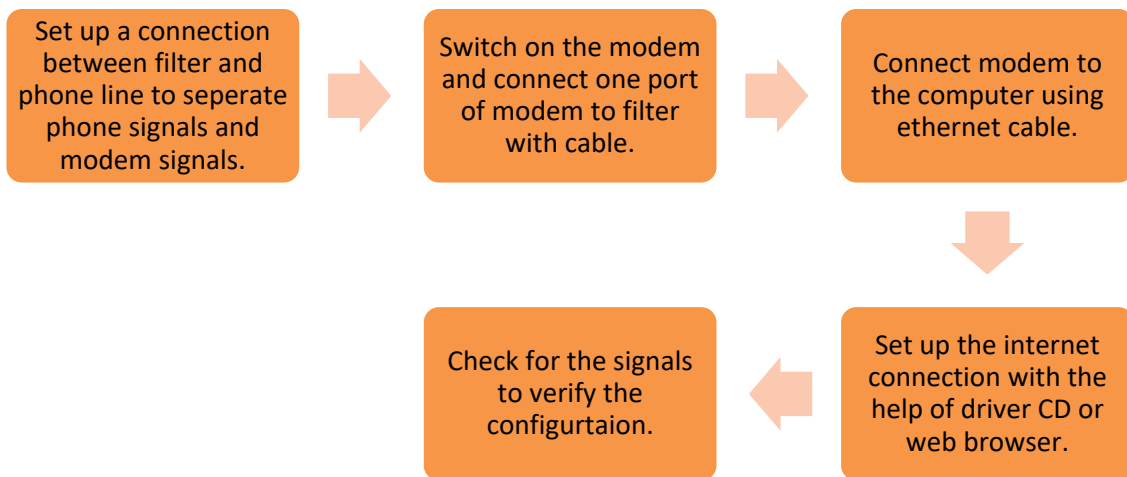 Set up a connection
between filter and
phone line to seperate
phone signals and
modem signals.
Switch on the modem
and connect one port
of modem to filter
with cable.
Connect modem to
the computer using
ethernet cable.
Set up the internet
connection with the
help of driver CD or
web browser.
Check for the signals
to verify the
configurtaion.